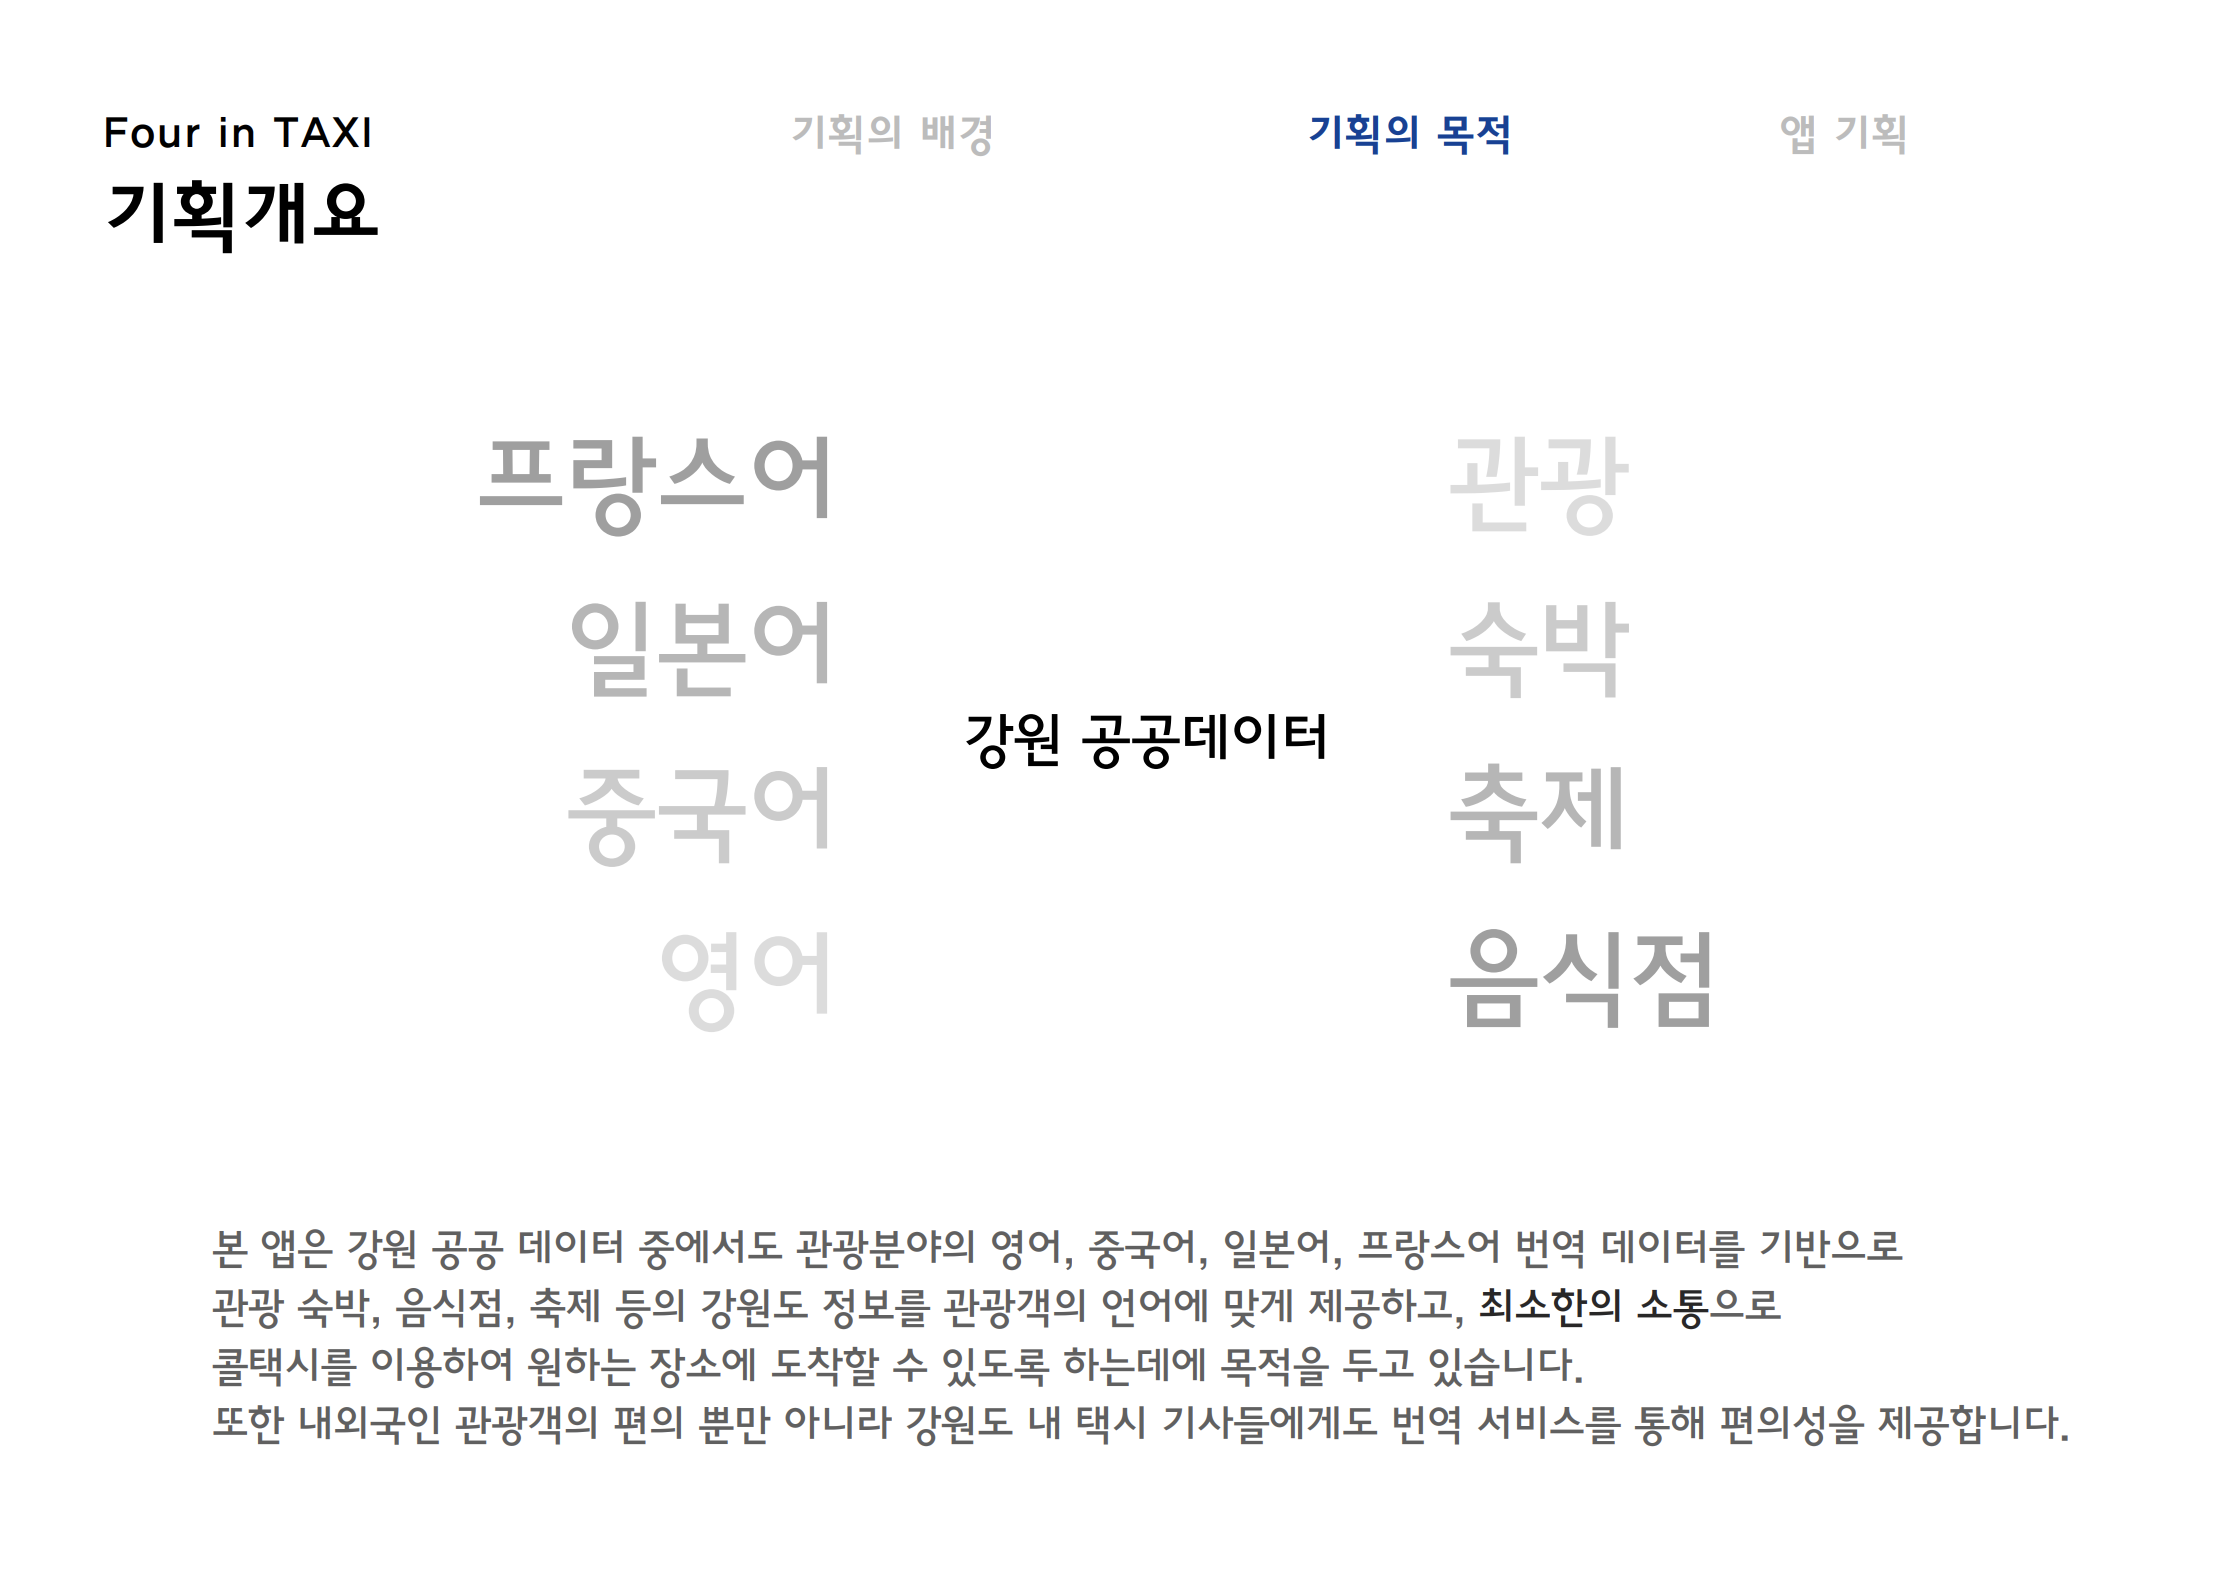 Four in TAXI
기획개요
기획의 배경
기획의 목적
앱 기획
프랑스어
일본어
중국어
영어
강원 공공데이터
관광
숙박
축제
음식점
본 앱은 강원 공공 데이터 중에서도 관광분야의 영어, 중국어, 일본어, 프랑스어 번역 데이터를 기반으로
관광 숙박, 음식점, 축제 등의 강원도 정보를 관광객의 언어에 맞게 제공하고, 최소한의 소통으로
콜택시를 이용하여 원하는 장소에 도착할 수 있도록 하는데에 목적을 두고 있습니다.
또한 내외국인 관광객의 편의 뿐만 아니라 강원도 내 택시 기사들에게도 번역 서비스를 통해 편의성을 제공합니다.